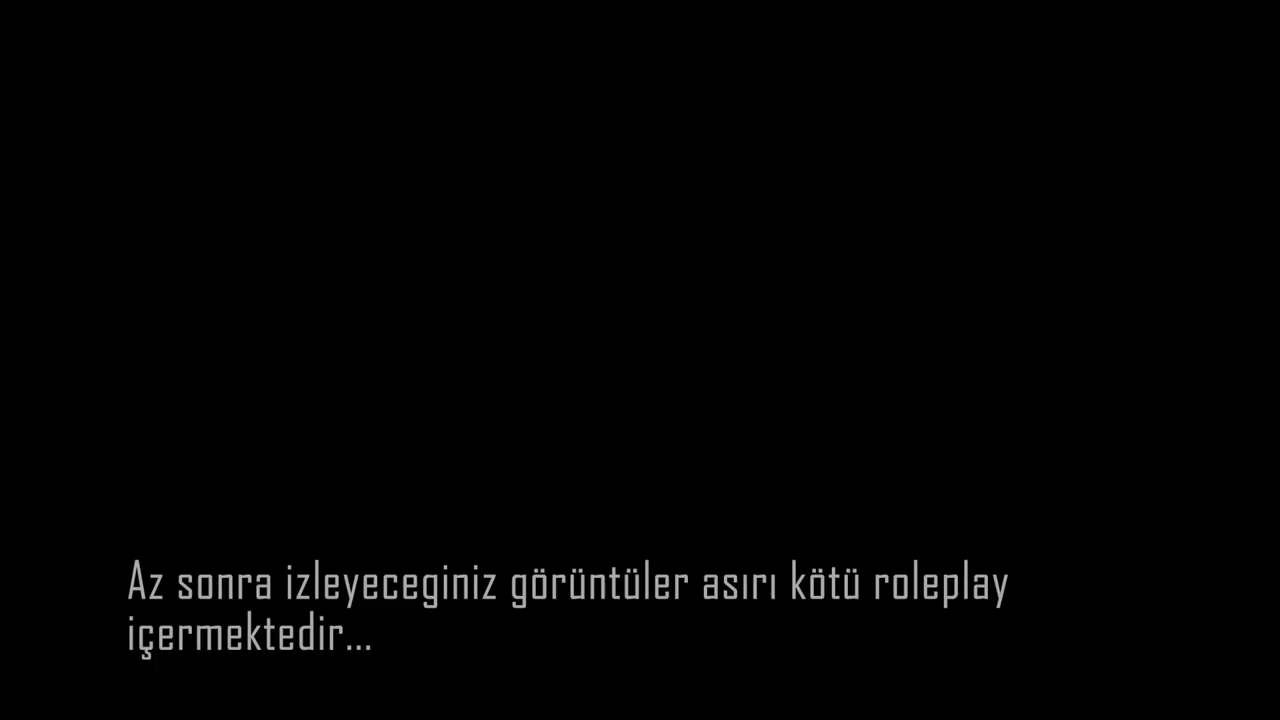 Az sonra izleyeceginiz görüntüler asırı kötü roleplay
içermektedir...